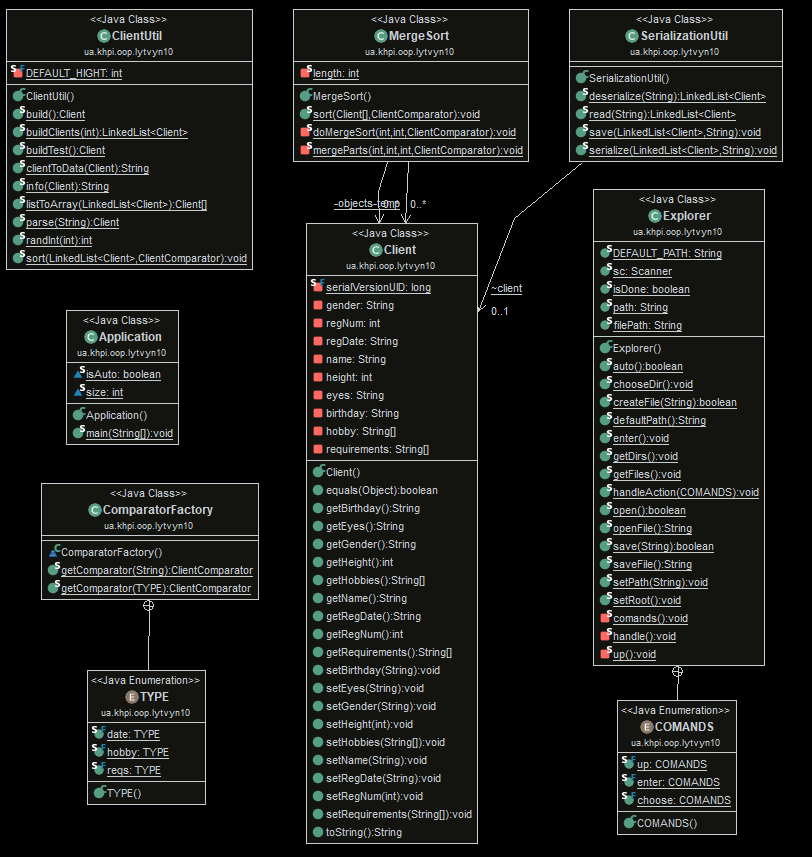 <<Java Class>>
ClientUtil
ua.khpi.oop.lytvyn10
DEFAULT_HIGHT: int
ClientUtil()
build():Client
buildClients(int):LinkedList<Client>
buildTest():Client
clientToData(Client):String
info(Client):String
listToArray(LinkedList<Client>):Client[]
parse(String):Client
randInt(int):int
sort(LinkedList<Client>,ClientComparator):void
<<Java Class>>
MergeSort
ua.khpi.oop.lytvyn10
length: int
MergeSort()
sort(Client[],ClientComparator):void
doMergeSort(int,int,ClientComparator):void
mergeParts(int,int,int,ClientComparator):void
<<Java Class>>
SerializationUtil
ua.khpi.oop.lytvyn10
SerializationUtil()
deserialize(String):LinkedList<Client>
read(String):LinkedList<Client>
save(LinkedList<Client>,String):void
serialize(LinkedList<Client>,String):void
-objects
0..*
~client
0..1
<<Java Class>>
Client
ua.khpi.oop.lytvyn10
serialVersionUID: long
gender: String
regNum: int
regDate: String
name: String
height: int
eyes: String
birthday: String
hobby: String[]
requirements: String[]
Client()
equals(Object):boolean
getBirthday():String
getEyes():String
getGender():String
getHeight():int
getHobbies():String[]
getName():String
getRegDate():String
getRegNum():int
getRequirements():String[]
setBirthday(String):void
setEyes(String):void
setGender(String):void
setHeight(int):void
setHobbies(String[]):void
setName(String):void
setRegDate(String):void
setRegNum(int):void
setRequirements(String[]):void
toString():String
<<Java Class>>
Explorer
ua.khpi.oop.lytvyn10
DEFAULT_PATH: String
sc: Scanner
isDone: boolean
path: String
filePath: String
Explorer()
auto():boolean
chooseDir():void
createFile(String):boolean
defaultPath():String
enter():void
getDirs():void
getFiles():void
handleAction(COMANDS):void
open():boolean
openFile():String
save(String):boolean
saveFile():String
setPath(String):void
setRoot():void
comands():void
handle():void
up():void
<<Java Class>>
Application
ua.khpi.oop.lytvyn10
isAuto: boolean
size: int
Application()
main(String[]):void
<<Java Class>>
ComparatorFactory
ua.khpi.oop.lytvyn10
ComparatorFactory()
getComparator(String):ClientComparator
getComparator(TYPE):ClientComparator
<<Java Enumeration>>
TYPE
ua.khpi.oop.lytvyn10
date: TYPE
hobby: TYPE
reqs: TYPE
TYPE()
<<Java Enumeration>>
COMANDS
ua.khpi.oop.lytvyn10
up: COMANDS
enter: COMANDS
choose: COMANDS
COMANDS()